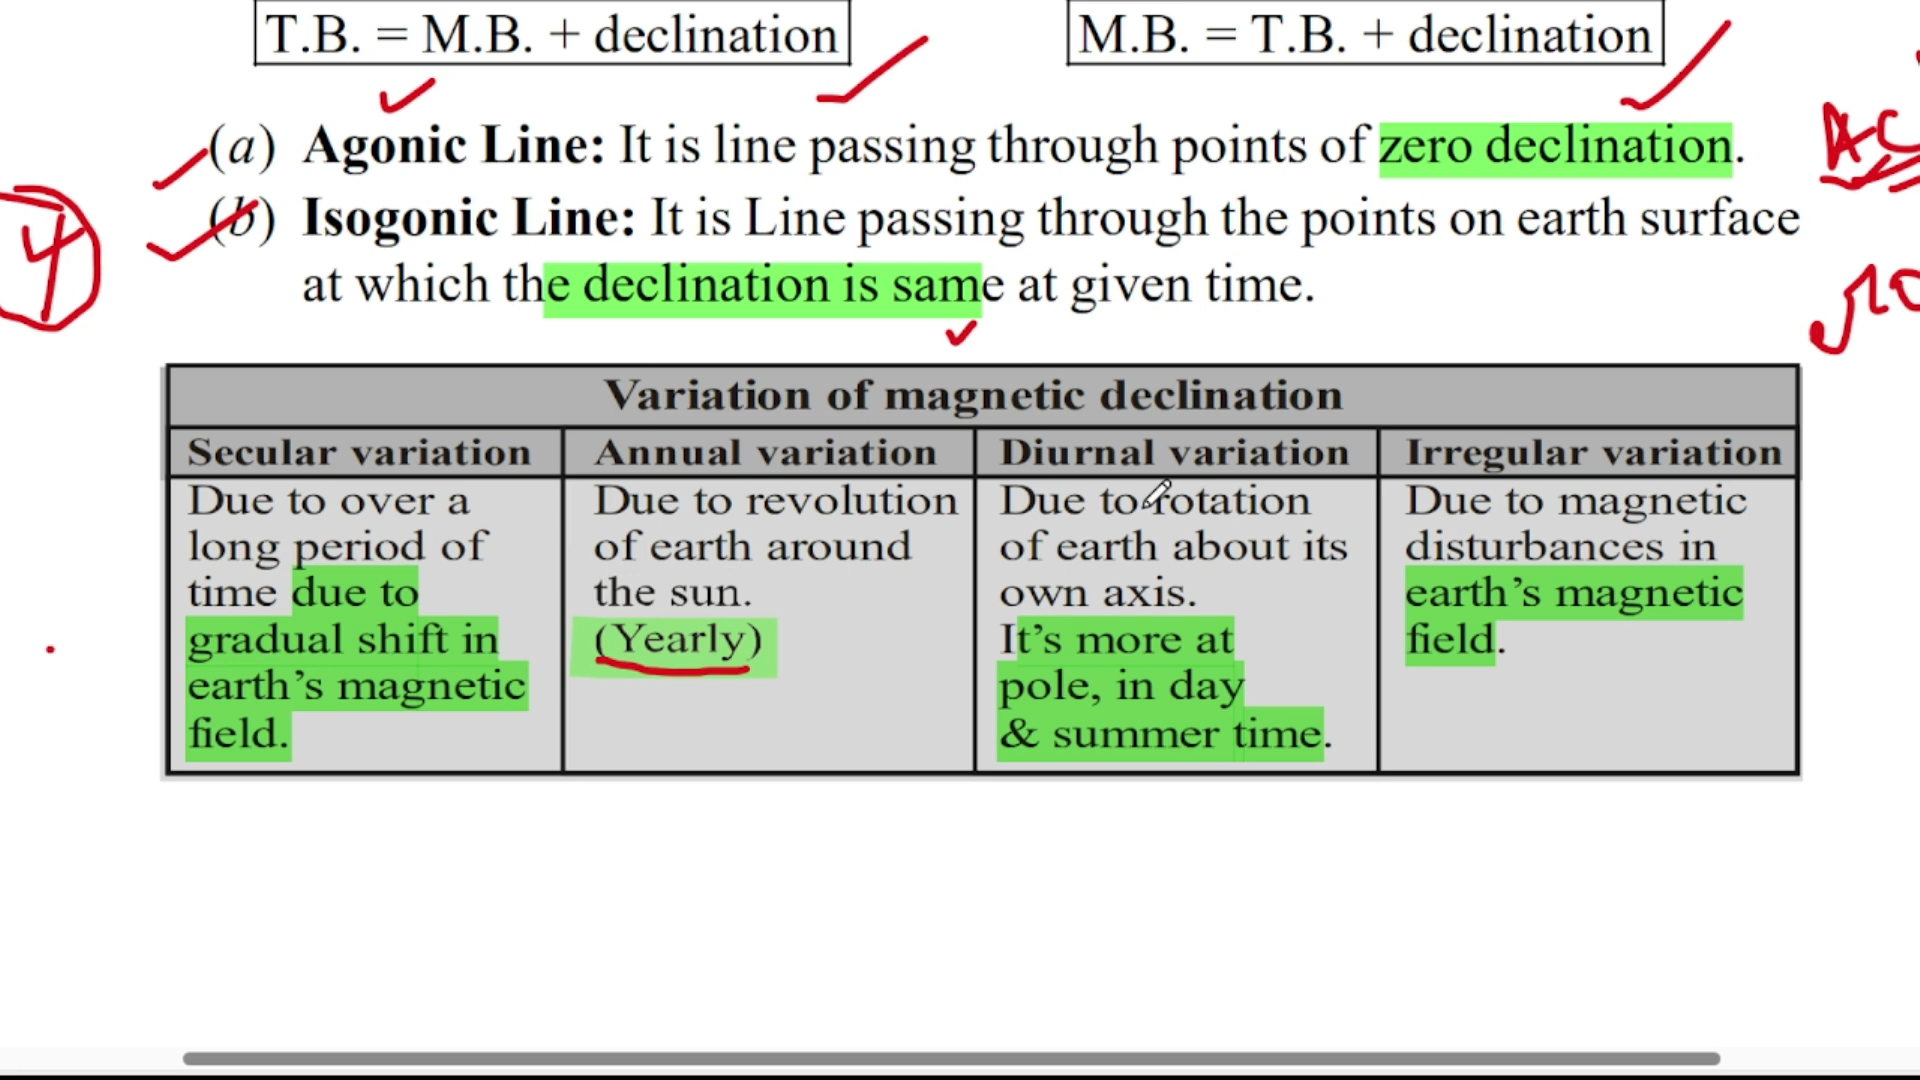 T.B. = M.B. + declination
M.B. = T.B. + declination
(a) Agonic Line: It is line passing through points of zero declination.
(b) Isogonic Line: It is Line passing through the points on earth surface
at which the declination is same at given time.
4
Variation of magnetic declination
Secular variation
Due to over a
long period of
time due to
gradual shift in
earth’s magnetic
field.
Annual variation
Due to revolution
of earth around
the sun.
(Yearly)
Diurnal variation
Due to rotation
of earth about its
own axis.
It’s more at
pole, in day
& summer time.
Irregular variation
Due to magnetic
disturbances in
earth’s magnetic
field.